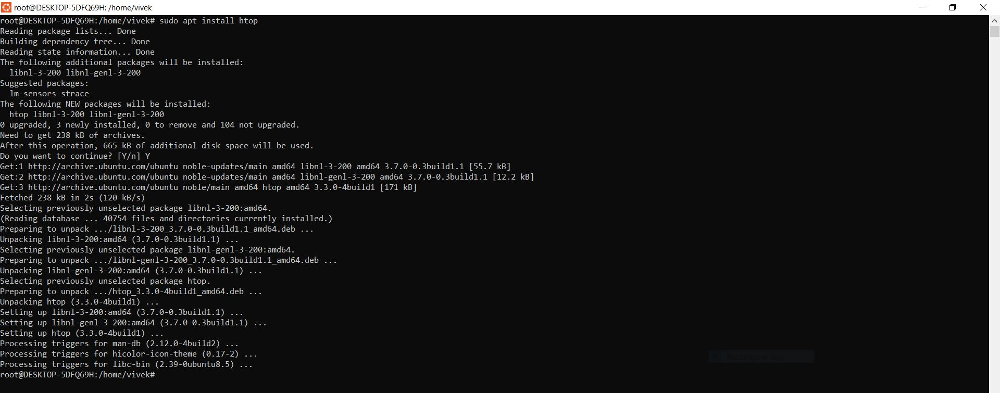 root@DESKTOP-5DFQ69H: /home/vivek
root@DESKTOP-5DFQ69H:/home/vivek# sudo apt install htop
Reading package lists... Done
Building dependency tree... Done
Reading state information... Done
The following additional packages will be installed:
  libnl-3-200 libnl-genl-3-200
Suggested packages:
  lm-sensors strace
The following NEW packages will be installed:
  htop libnl-3-200 libnl-genl-3-200
0 upgraded, 3 newly installed, 0 to remove and 104 not upgraded.
Need to get 238 kB of archives.
After this operation, 665 kB of additional disk space will be used.
Do you want to continue? [Y/n] Y
Get:1 http://archive.ubuntu.com/ubuntu noble-updates/main amd64 libnl-3-200 amd64 3.7.0-0.3build1.1 [55.7 kB]
Get:2 http://archive.ubuntu.com/ubuntu noble-updates/main amd64 libnl-genl-3-200 amd64 3.7.0-0.3build1.1 [12.2 kB]
Get:3 http://archive.ubuntu.com/ubuntu noble/main amd64 htop amd64 3.3.0-4build1 [171 kB]
Fetched 238 kB in 2s (120 kB/s)
Selecting previously unselected package libnl-3-200:amd64.
(Reading database ... 40754 files and directories currently installed.)
Preparing to unpack .../libnl-3-200_3.7.0-0.3build1.1_amd64.deb ...
Unpacking libnl-3-200:amd64 (3.7.0-0.3build1.1) ...
Selecting previously unselected package libnl-genl-3-200:amd64.
Preparing to unpack .../libnl-genl-3-200_3.7.0-0.3build1.1_amd64.deb ...
Unpacking libnl-genl-3-200:amd64 (3.7.0-0.3build1.1) ...
Selecting previously unselected package htop.
Preparing to unpack .../htop_3.3.0-4build1_amd64.deb ...
Unpacking htop (3.3.0-4build1) ...
Setting up libnl-3-200:amd64 (3.7.0-0.3build1.1) ...
Setting up libnl-genl-3-200:amd64 (3.7.0-0.3build1.1) ...
Setting up htop (3.3.0-4build1) ...
Processing triggers for man-db (2.12.0-4build2) ...
Processing triggers for hicolor-icon-theme (0.17-2) ...
Rectangular Snip
Processing triggers for libc-bin (2.39-0ubuntu8.5) ...
root@DESKTOP-5DFQ69H:/home/vivek#